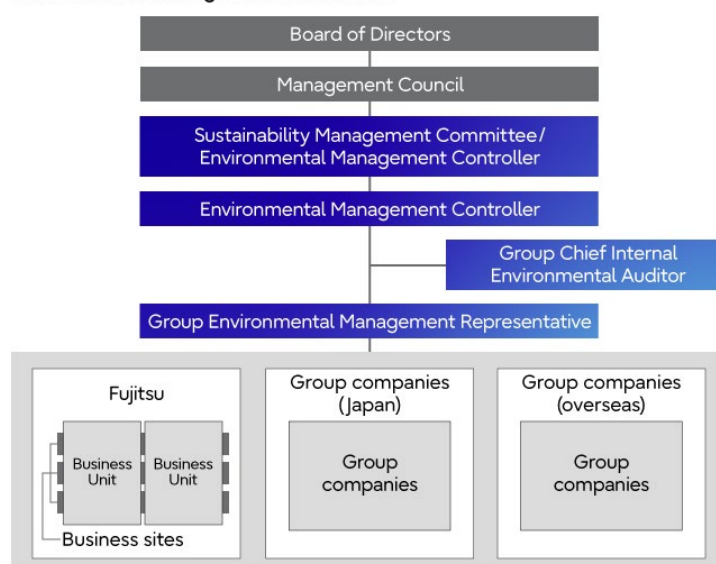 Board of Directors
Management Council
Sustainability Management Committee/
Environmental Management Controller
Environmental Management Controller
Group Chief Internal
Environmental Auditor
Group Environmental Management Representative
Fujitsu
Business
Unit
Business
Unit
Business sites
Group companies
(Japan)
Group
companies
Group companies
(overseas)
Group
companies